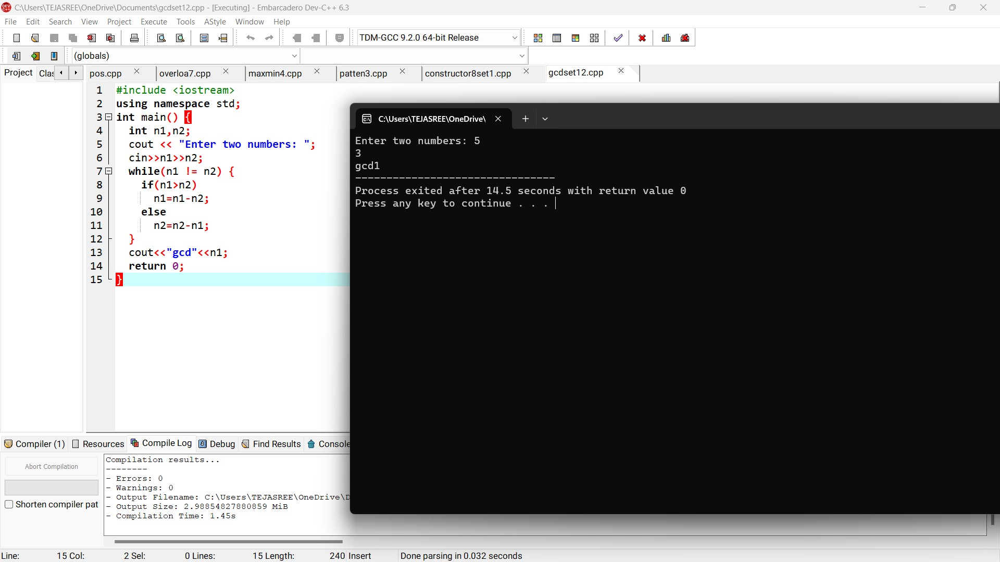 C:\Users\TEJASREE\OneDrive\Documents\gcdset12.cpp - [Executing] - Embarcadero Dev-C++ 6.3
File Edit Search View Project Execute Tools AStyle Window Help
TDM-GCC 9.2.0 64-bit Release
(globals)
Project Clas pos.cpp overloa7.cpp maxmin4.cpp patten3.cpp constructor8set1.cpp gcdset12.cpp
1 #include <iostream>
2 using namespace std;
3 int main() {
4 int n1,n2;
5 cout << "Enter two numbers: ";
6 cin>>n1>>n2;
7 while(n1 != n2) {
8 if(n1>n2)
9 n1=n1-n2;
10 else
11 n2=n2-n1;
12 }
13 cout<<"gcd"<<n1;
14 return 0;
15 }
C:\Users\TEJASREE\OneDrive\
Enter two numbers: 5
3
gcd1
--------------------------------
Process exited after 14.5 seconds with return value 0
Press any key to continue . . .
Compiler (1) Resources Compile Log Debug Find Results Console
Abort Compilation
Shorten compiler pat
Compilation results...
--------
- Errors: 0
- Warnings: 0
- Output Filename: C:\Users\TEJASREE\OneDrive\D
- Output Size: 2.98854827880859 MiB
- Compilation Time: 1.45s
Line: 15 Col: 2 Sel: 0 Lines: 15 Length: 240 Insert Done parsing in 0.032 seconds